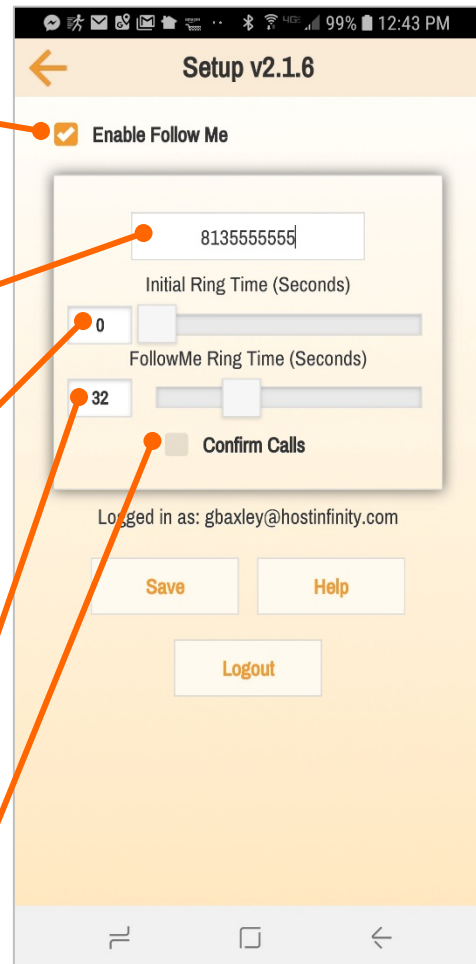 4G 99% 12:43 PM
Setup v2.1.6
Enable Follow Me
8135555555
Initial Ring Time (Seconds)
0
FollowMe Ring Time (Seconds)
32
Confirm Calls
Logged in as: gbaxley@hostinfinity.com
Save Help
Logout